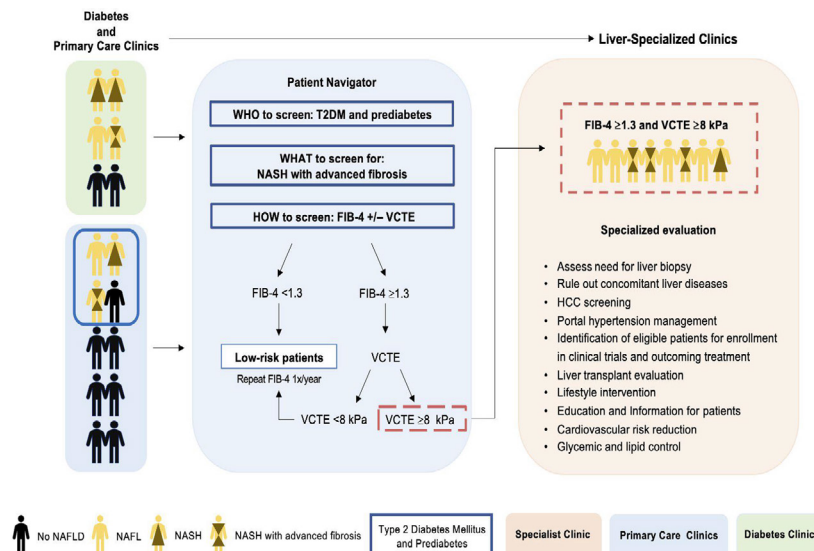 Diabetes
and
Primary Care Clinics
Liver-Specialized Clinics
Patient Navigator
WHO to screen: T2DM and prediabetes
WHAT to screen for:
NASH with advanced fibrosis
HOW to screen: FIB-4 +/– VCTE
FIB-4 <1.3
FIB-4 ≥1.3
Low-risk patients
Repeat FIB-4 1x/year
VCTE
VCTE <8 kPa
VCTE ≥8 kPa
FIB-4 ≥1.3 and VCTE ≥8 kPa
Specialized evaluation
• Assess need for liver biopsy
• Rule out concomitant liver diseases
• HCC screening
• Portal hypertension management
• Identification of eligible patients for enrollment
in clinical trials and outcoming treatment
• Liver transplant evaluation
• Lifestyle intervention
• Education and Information for patients
• Cardiovascular risk reduction
• Glycemic and lipid control
No NAFLD
NAFL
NASH
NASH with advanced fibrosis
Type 2 Diabetes Mellitus
and Prediabetes
Specialist Clinic
Primary Care Clinics
Diabetes Clinic